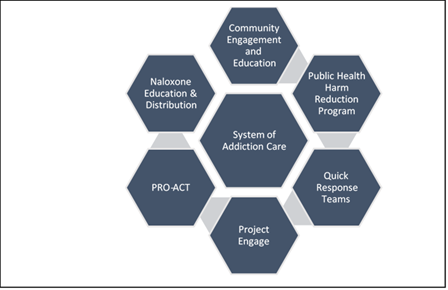 Community
Engagement
and
Education
Naloxone
Education &
Distribution
Public Health
Harm
Reduction
Program
System of
Addiction Care
PRO-ACT
Quick
Response
Teams
Project
Engage